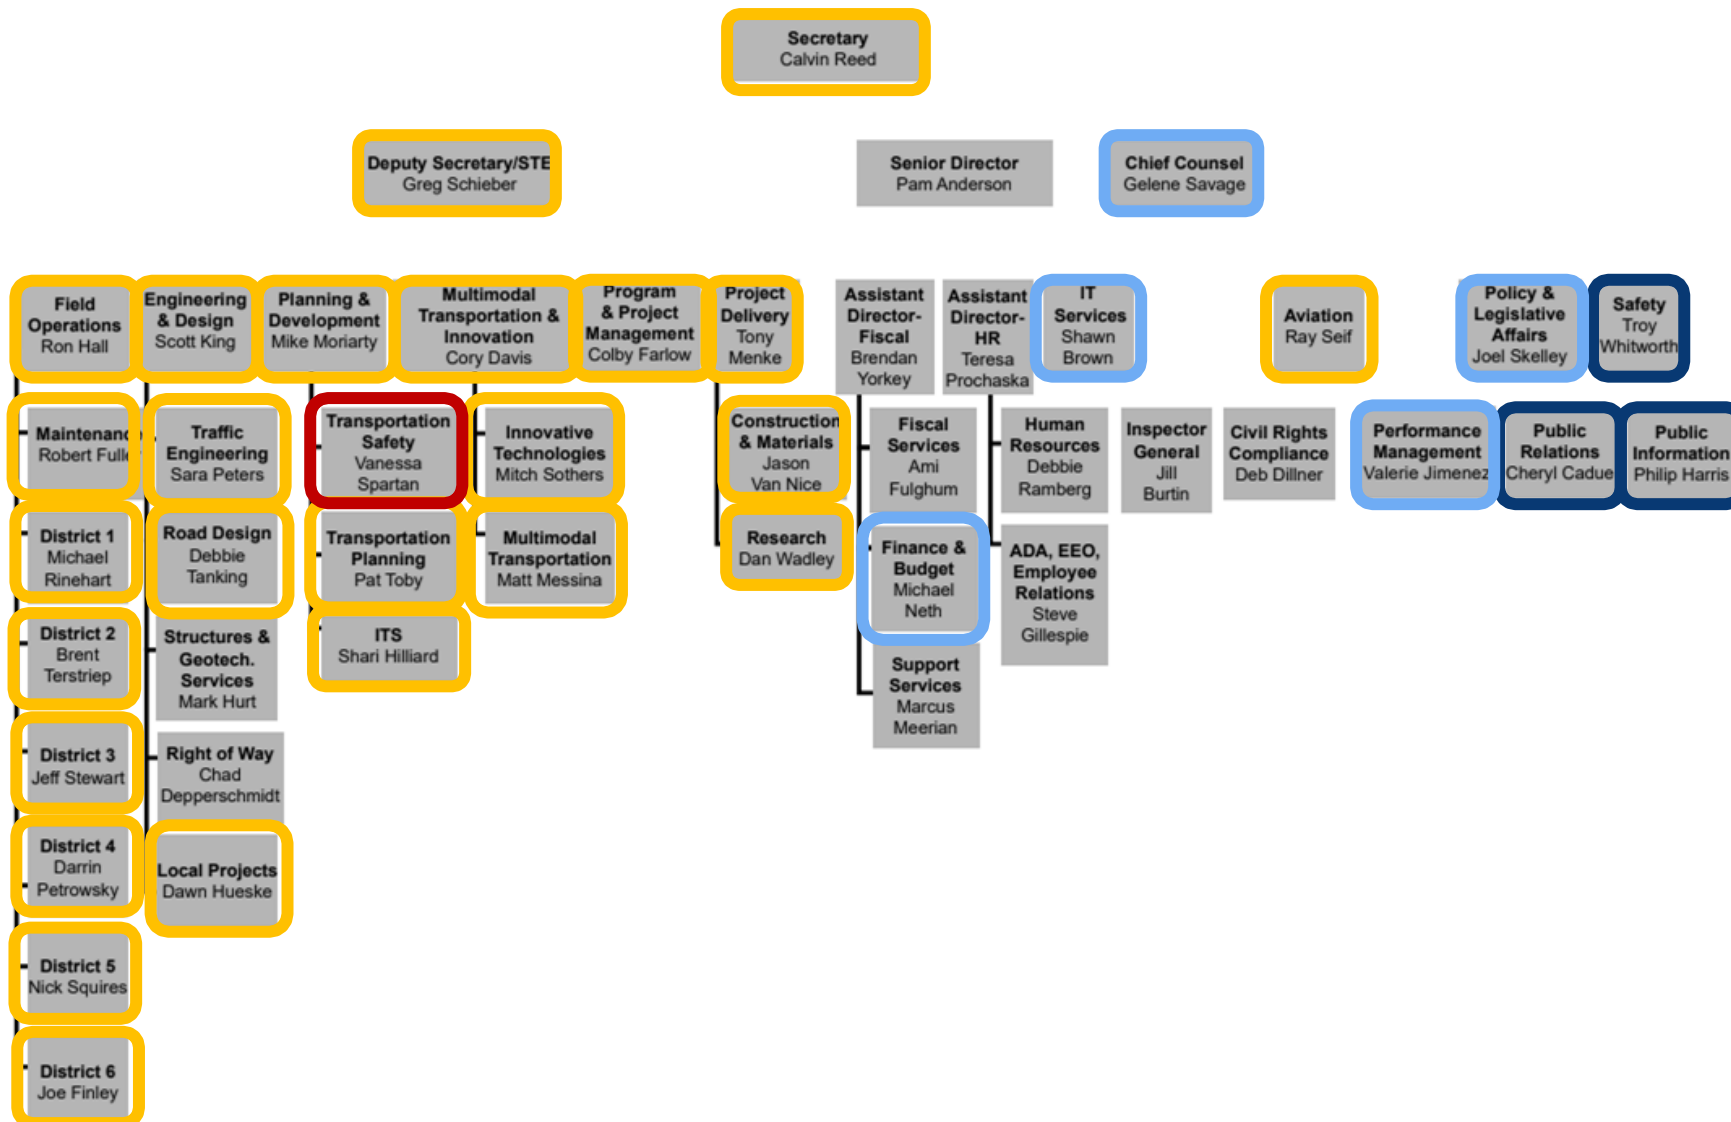 Secretary
Calvin Reed
Deputy Secretary/STE
Greg Schieber
Senior Director
Pam Anderson
Chief Counsel
Gelene Savage
Field
Operations
Ron Hall
Engineering
& Design
Scott King
Planning &
Development
Mike Moriarty
Multimodal
Transportation &
Innovation
Cory Davis
Program
& Project
Management
Colby Farlow
Project
Delivery
Tony
Menke
Assistant
Director-
Fiscal
Brendan
Yorkey
Assistant
Director-
HR
Teresa
Prochaska
IT
Services
Shawn
Brown
Aviation
Ray Seif
Policy &
Legislative
Affairs
Joel Skelley
Safety
Troy
Whitworth
Maintenance
Robert Fuller
Traffic
Engineering
Sara Peters
Transportation
Safety
Vanessa
Spartan
Innovative
Technologies
Mitch Sothers
Construction
& Materials
Jason
Van Nice
Fiscal
Services
Ami
Fulghum
Human
Resources
Debbie
Ramberg
Inspector
General
Jill
Burtin
Civil Rights
Compliance
Deb Dillner
Performance
Management
Valerie Jimenez
Public
Relations
Cheryl Cadue
Public
Information
Philip Harris
District 1
Michael
Rinehart
Road Design
Debbie
Tanking
Transportation
Planning
Pat Toby
Multimodal
Transportation
Matt Messina
Research
Dan Wadley
Finance &
Budget
Michael
Neth
ADA, EEO,
Employee
Relations
Steve
Gillespie
District 2
Brent
Terstriep
Structures &
Geotech.
Services
Mark Hurt
ITS
Shari Hilliard
Support
Services
Marcus
Meerian
District 3
Jeff Stewart
Right of Way
Chad
Depperschmidt
District 4
Darrin
Petrowsky
Local Projects
Dawn Hueske
District 5
Nick Squires
District 6
Joe Finley